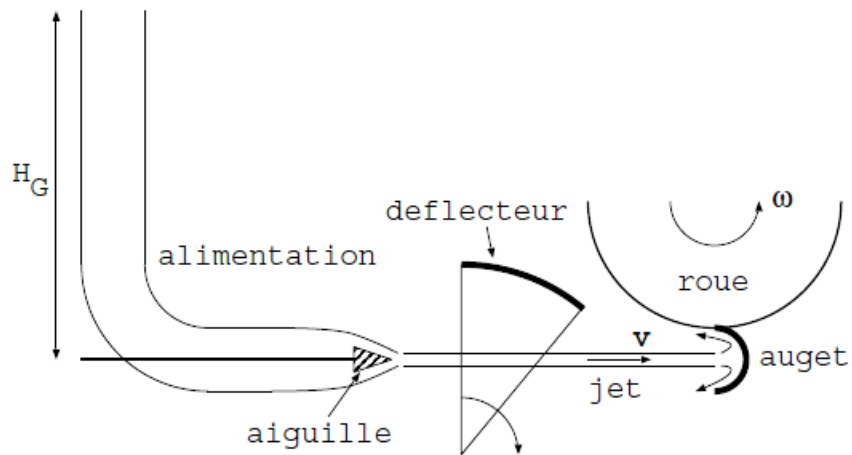 H_G
alimentation
aiguille
deflecteur
v
jet
ω
roue
auget